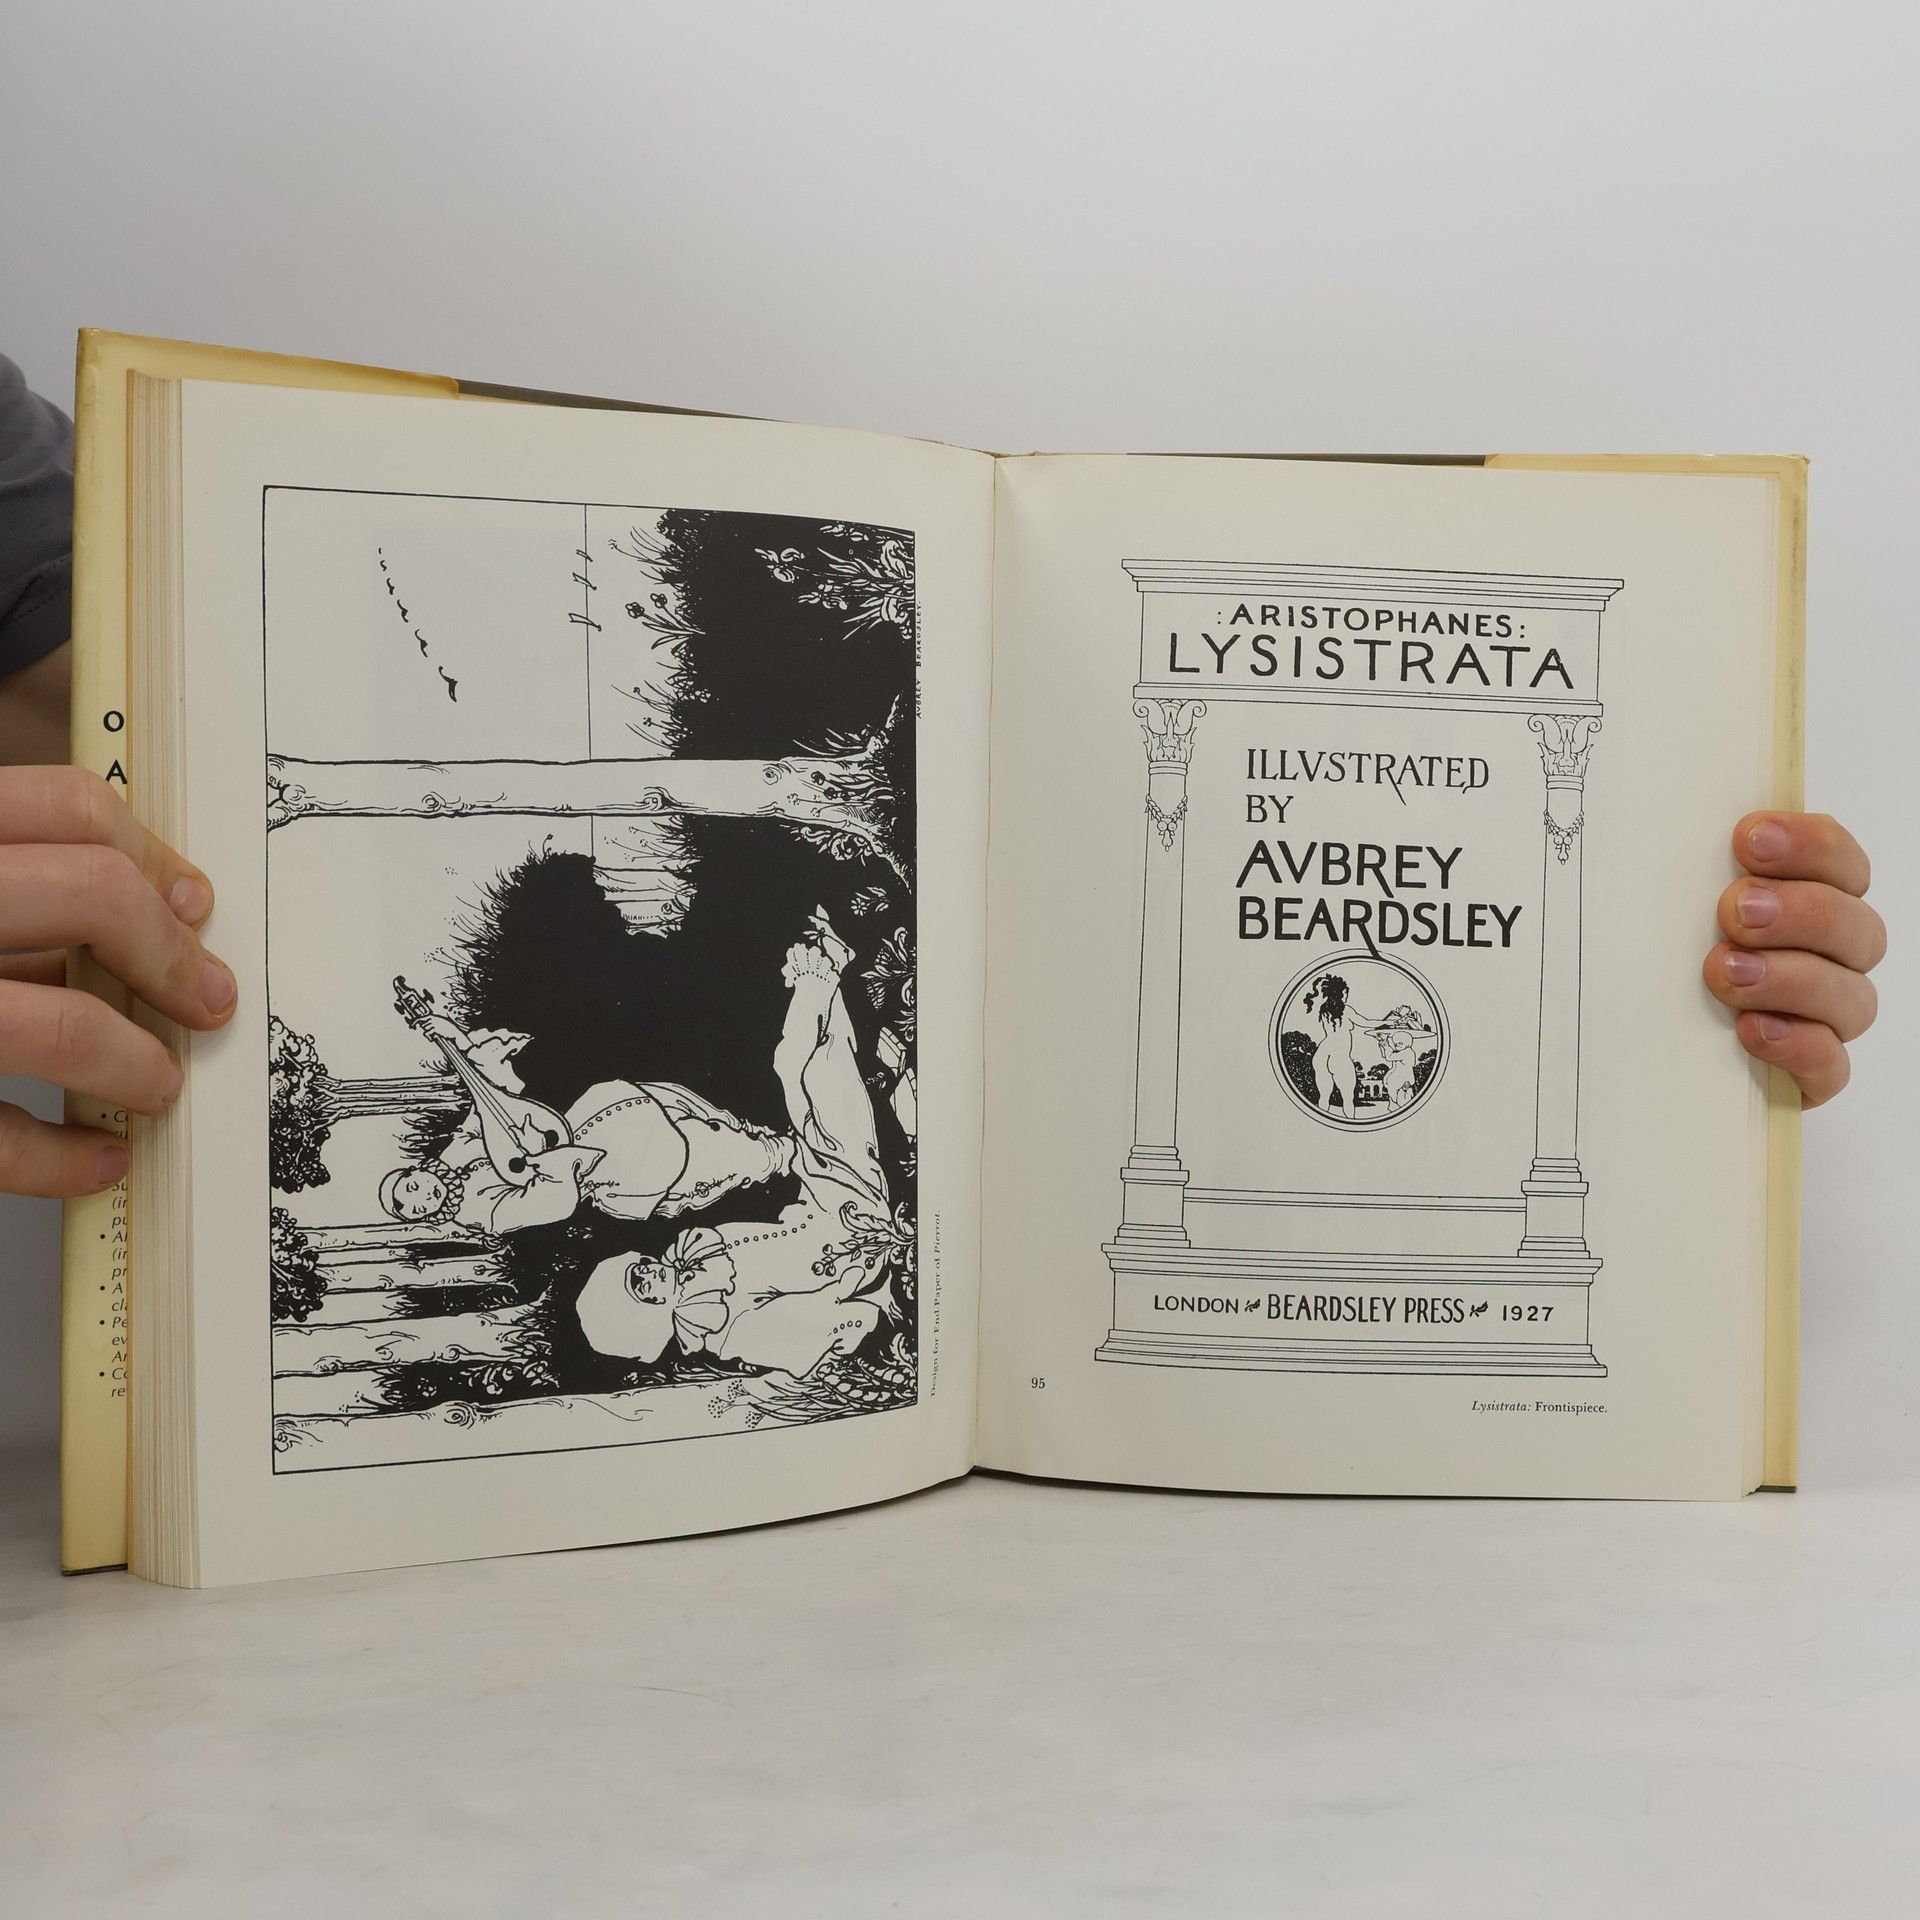 O
A
AVBREY BEARDSLEY.
Design for End-Paper of Pierrot.
:ARISTOPHANES:
LYSISTRATA
ILLVSTRATED
BY
AVBREY
BEARDSLEY
LONDON BEARDSLEY PRESS 1927
95
Lysistrata: Frontispiece.